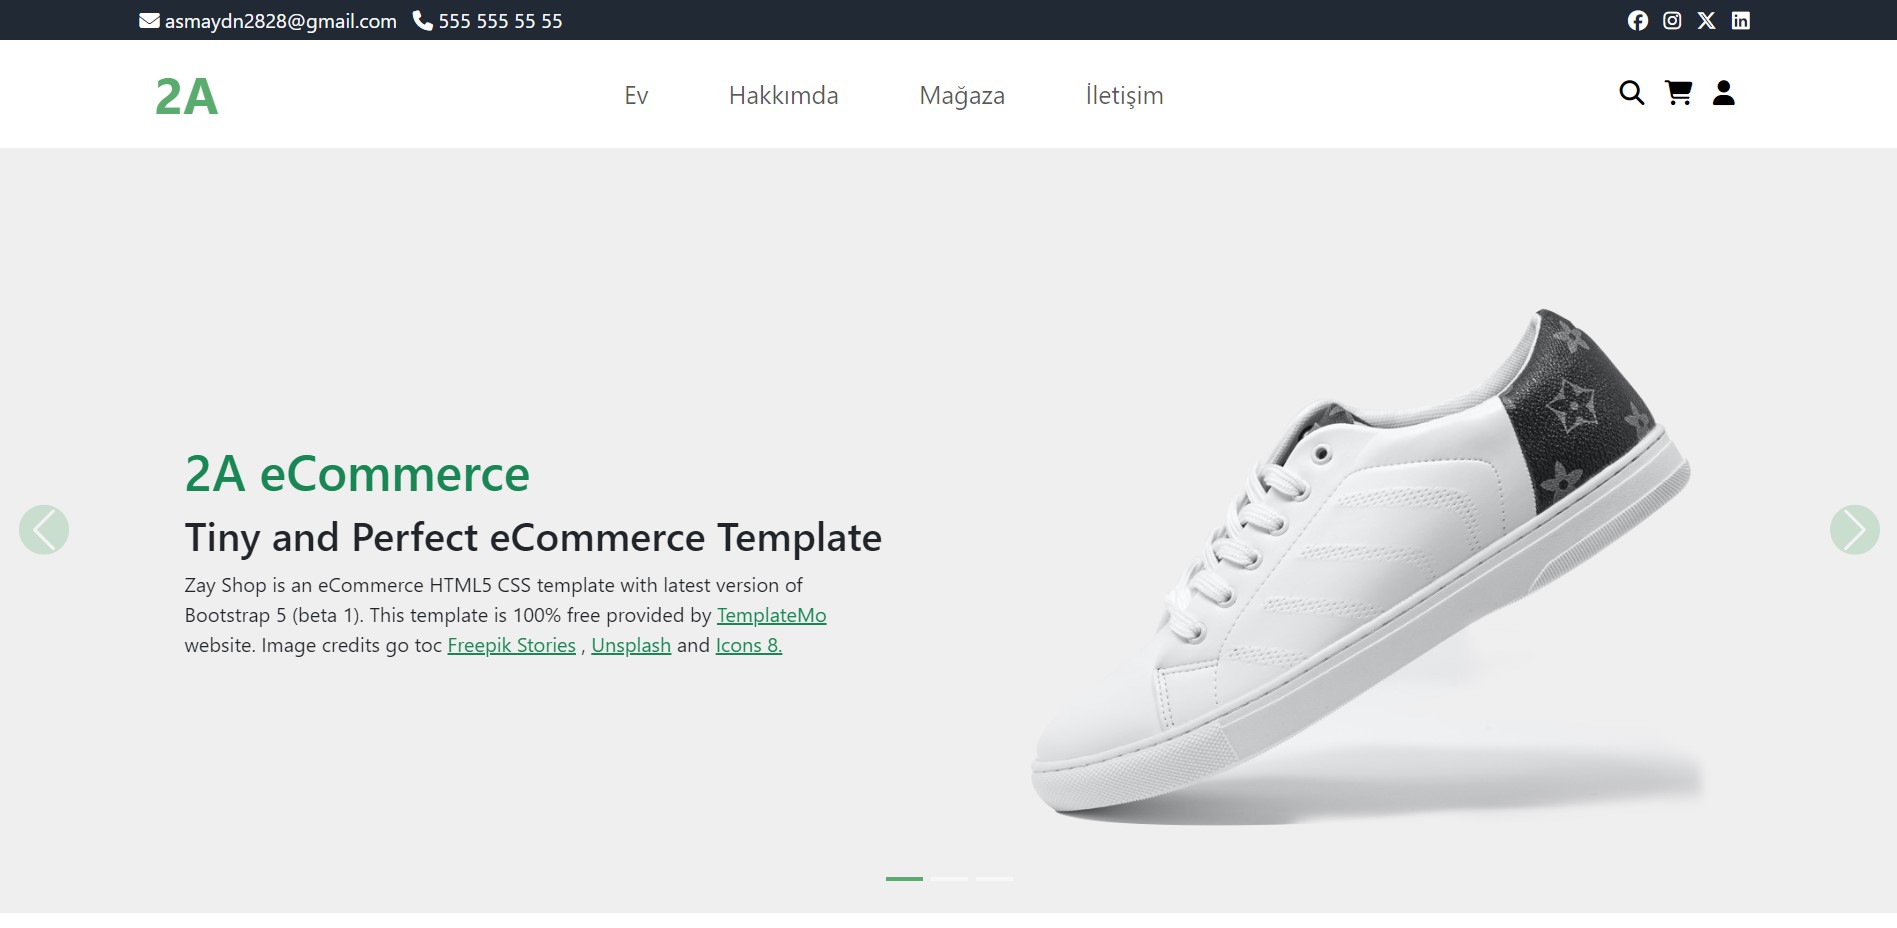 asmaydn2828@gmail.com 555 555 55 55
2A Ev Hakkımda Mağaza İletişim
2A eCommerce
Tiny and Perfect eCommerce Template
Zay Shop is an eCommerce HTML5 CSS template with latest version of
Bootstrap 5 (beta 1). This template is 100% free provided by TemplateMo
website. Image credits go toc Freepik Stories , Unsplash and Icons 8.